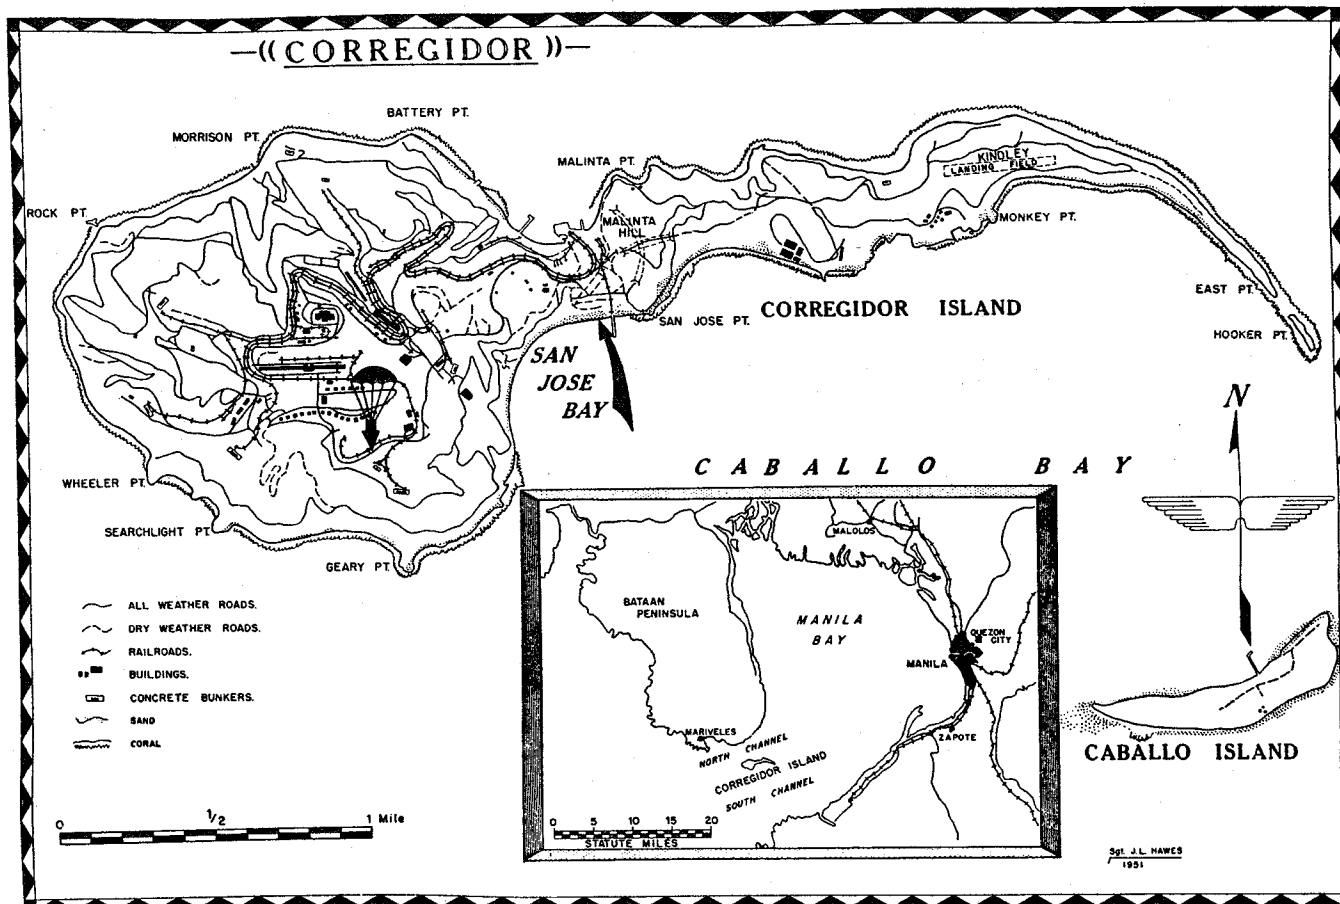 —((CORREGIDOR))—
BATTERY PT.
MORRISON PT.
MALINTA PT.
KINDLEY
LANDING FIELD
ROCK PT.
MALINTA
HILL
MONKEY PT.
EAST PT.
HOOKER PT.
CORREGIDOR ISLAND
SAN JOSE PT.
SAN
JOSE
BAY
N
CABALLO BAY
WHEELER PT.
SEARCHLIGHT PT.
GEARY PT.
ALL WEATHER ROADS.
DRY WEATHER ROADS.
RAILROADS.
BUILDINGS.
CONCRETE BUNKERS.
SAND
CORAL
0 1/2 1 Mile
MALOLOS
BATAAN
PENINSULA
MANILA
BAY
QUEZON
CITY
MANILA
MARIVELES
NORTH CHANNEL
ZAPOTE
CORREGIDOR ISLAND
SOUTH CHANNEL
0 5 10 15 20
STATUTE MILES
CABALLO ISLAND
Sgt. J.L. HAWES
1951